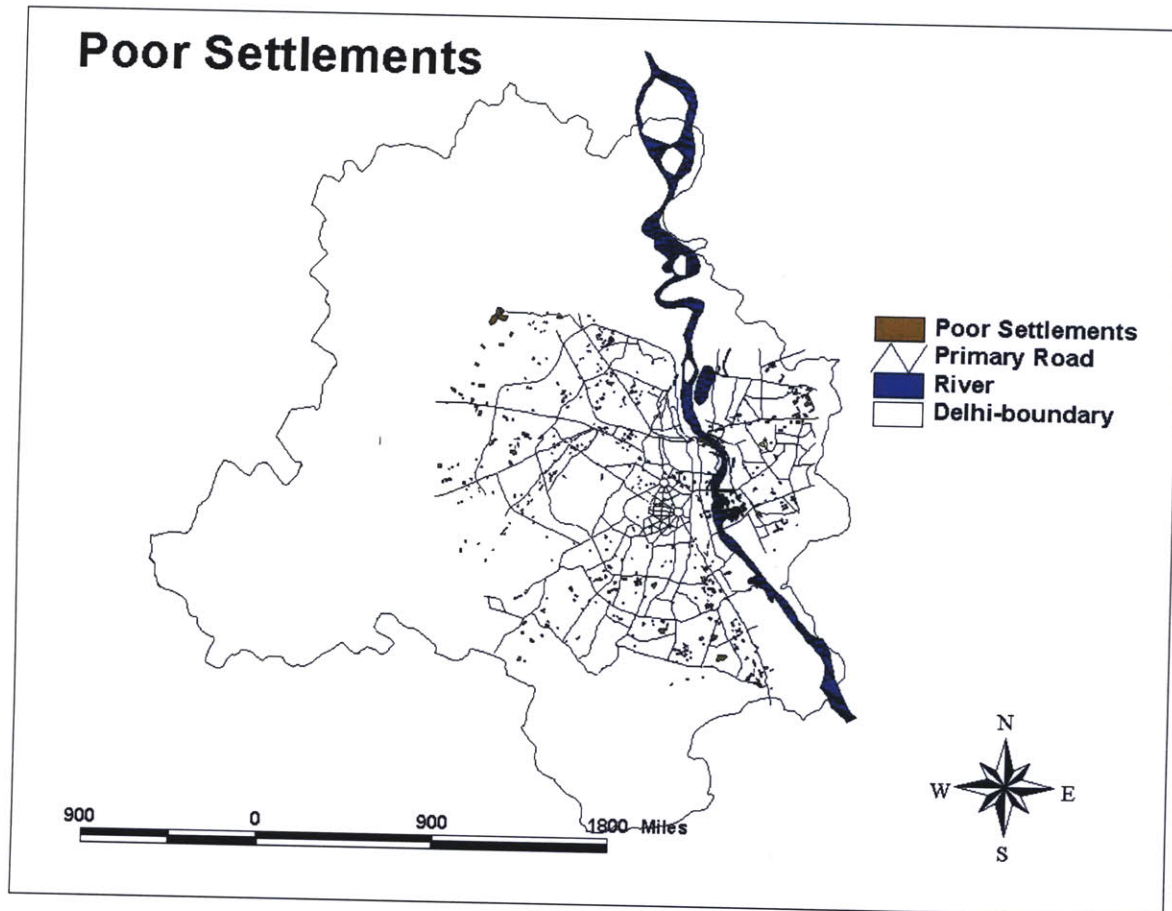 Poor Settlements
Poor Settlements
Primary Road
River
Delhi-boundary
N
W
E
S
900 0 900 1800 Miles